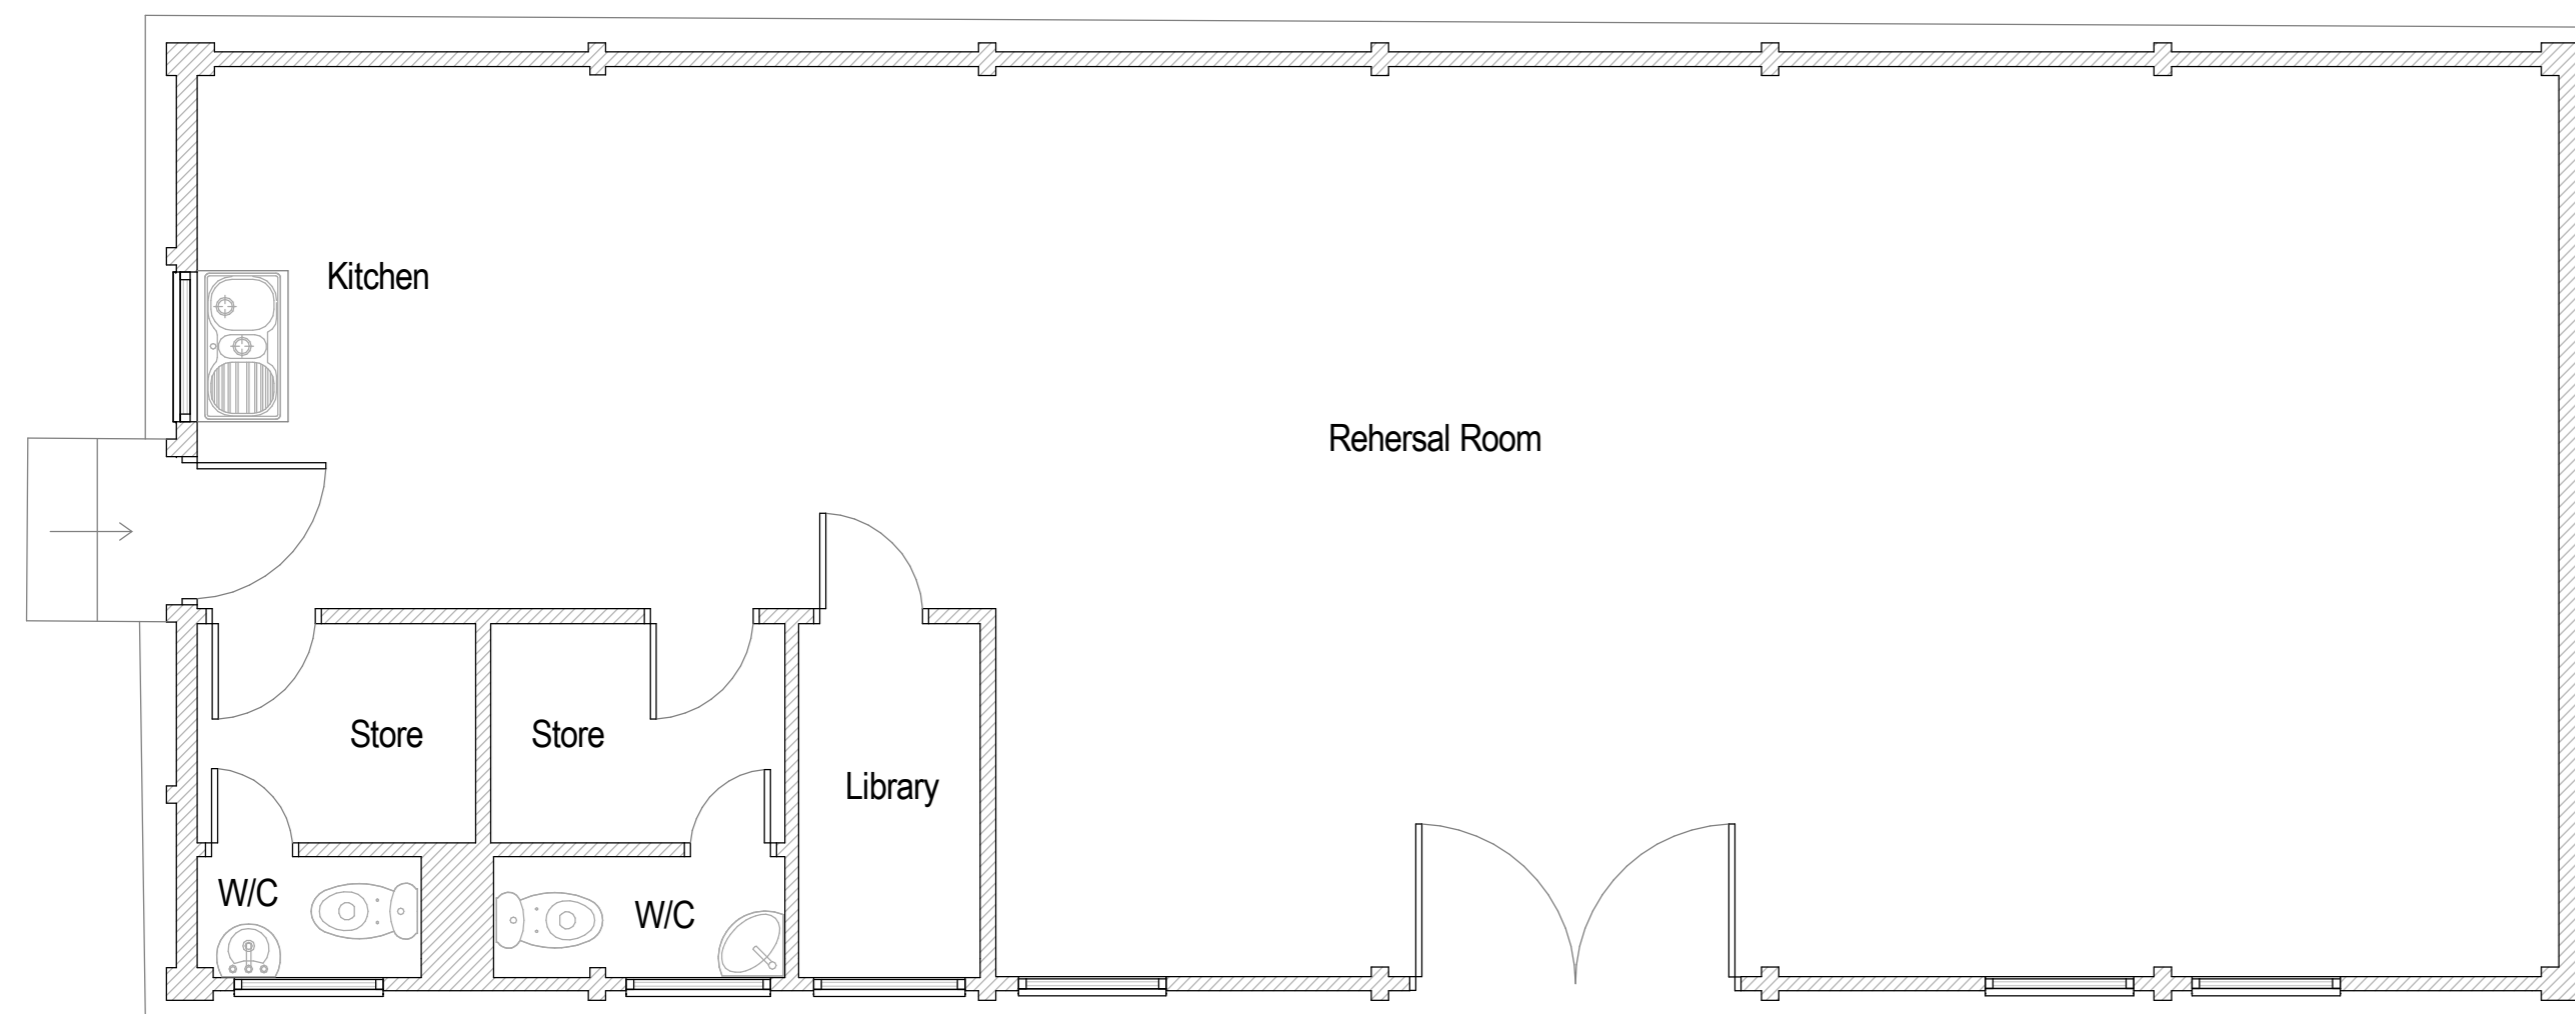 Kitchen
Rehersal Room
Store
Store
Library
W/C
W/C